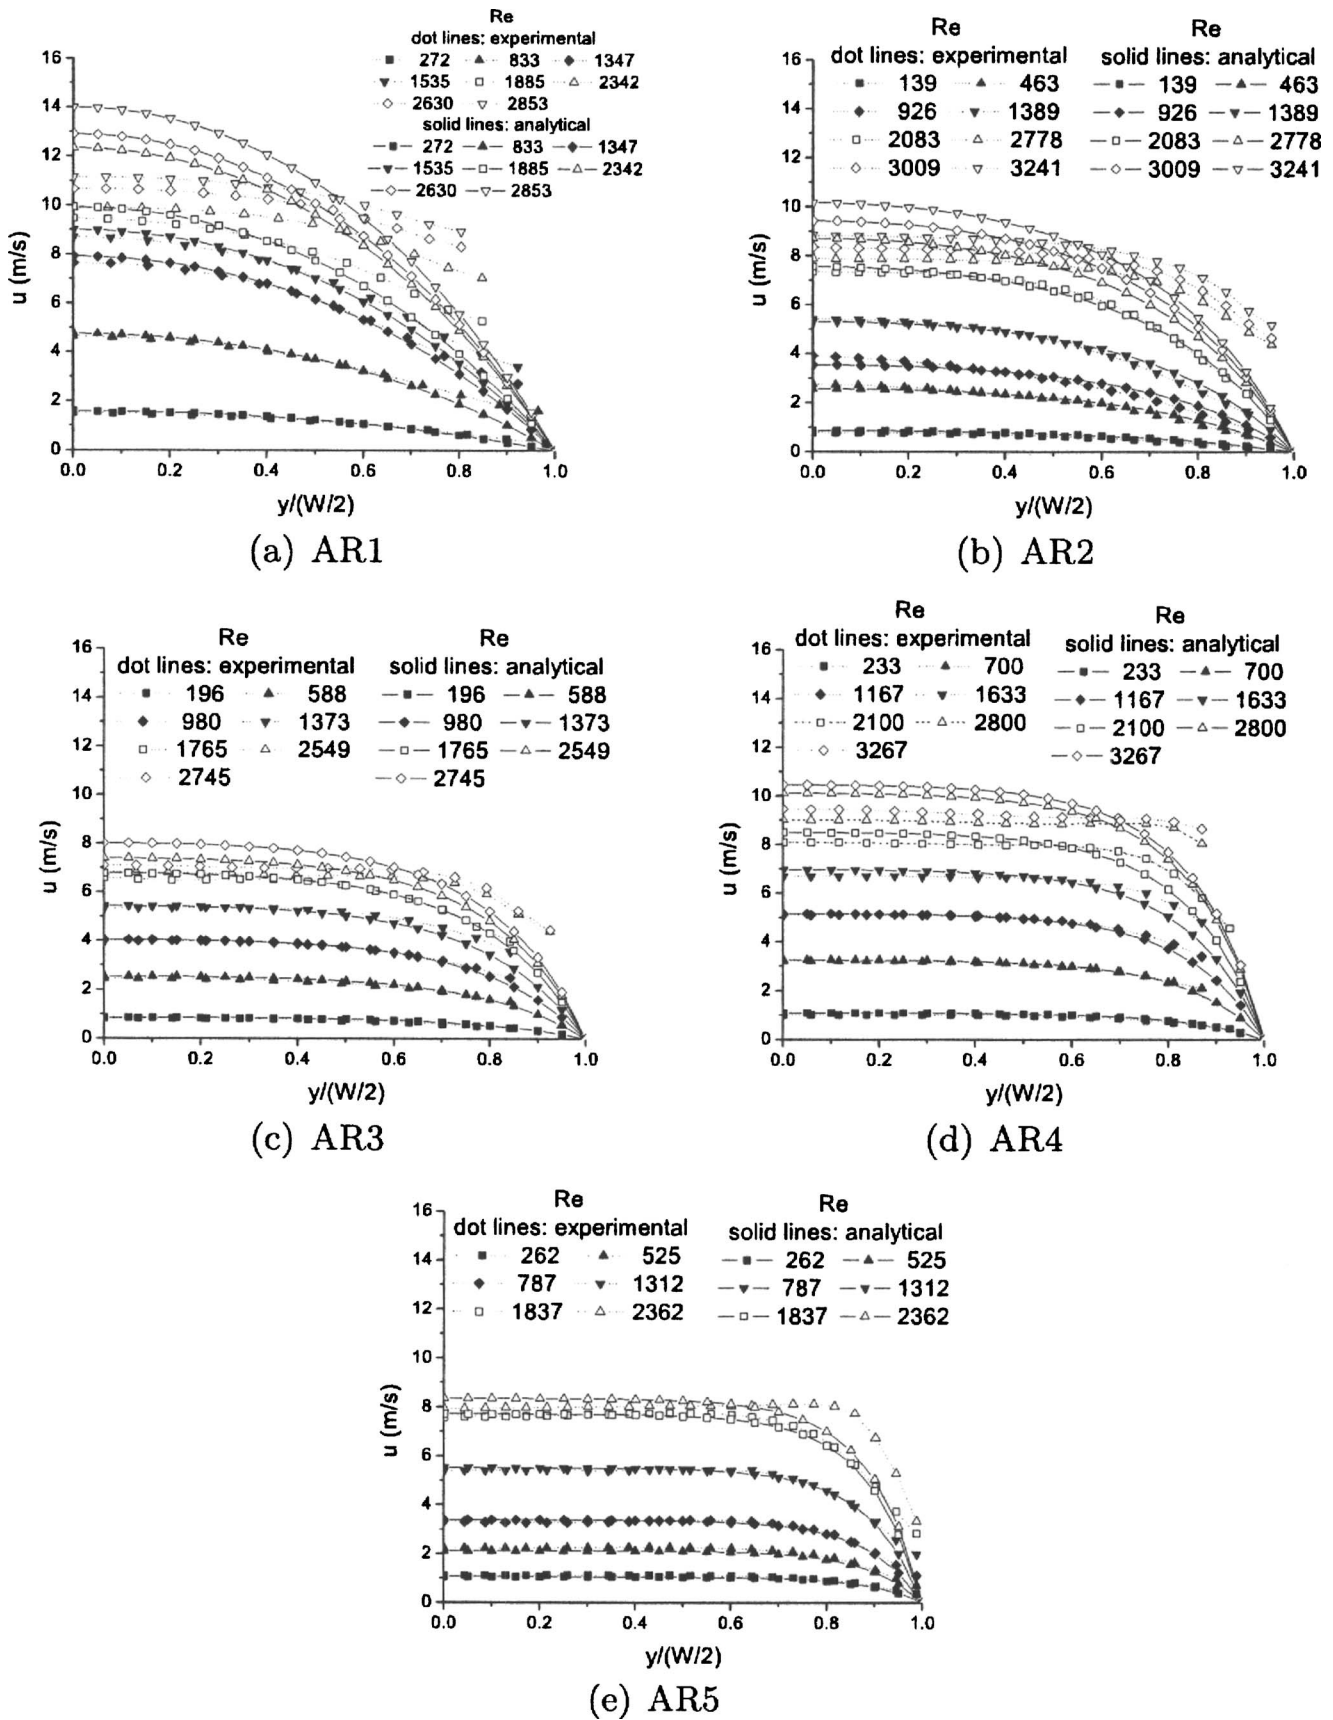 Re
dot lines: experimental
272 833 1347
1535 1885 2342
2630 2853
solid lines: analytical
272 833 1347
1535 1885 2342
2630 2853
16
14
12
10
8
6
4
2
0
u (m/s)
0.0 0.2 0.4 0.6 0.8 1.0
y/(W/2)
(a) AR1
Re Re
dot lines: experimental solid lines: analytical
139 463 139 463
926 1389 926 1389
2083 2778 2083 2778
3009 3241 3009 3241
16
14
12
10
8
6
4
2
0
u (m/s)
0.0 0.2 0.4 0.6 0.8 1.0
y/(W/2)
(b) AR2
Re Re
dot lines: experimental solid lines: analytical
196 588 196 588
980 1373 980 1373
1765 2549 1765 2549
2745 2745
16
14
12
10
8
6
4
2
0
u (m/s)
0.0 0.2 0.4 0.6 0.8 1.0
y/(W/2)
(c) AR3
Re Re
dot lines: experimental solid lines: analytical
233 700 233 700
1167 1633 1167 1633
2100 2800 2100 2800
3267 3267
16
14
12
10
8
6
4
2
0
u (m/s)
0.0 0.2 0.4 0.6 0.8 1.0
y/(W/2)
(d) AR4
Re Re
dot lines: experimental solid lines: analytical
262 525 262 525
787 1312 787 1312
1837 2362 1837 2362
16
14
12
10
8
6
4
2
0
u (m/s)
0.0 0.2 0.4 0.6 0.8 1.0
y/(W/2)
(e) AR5